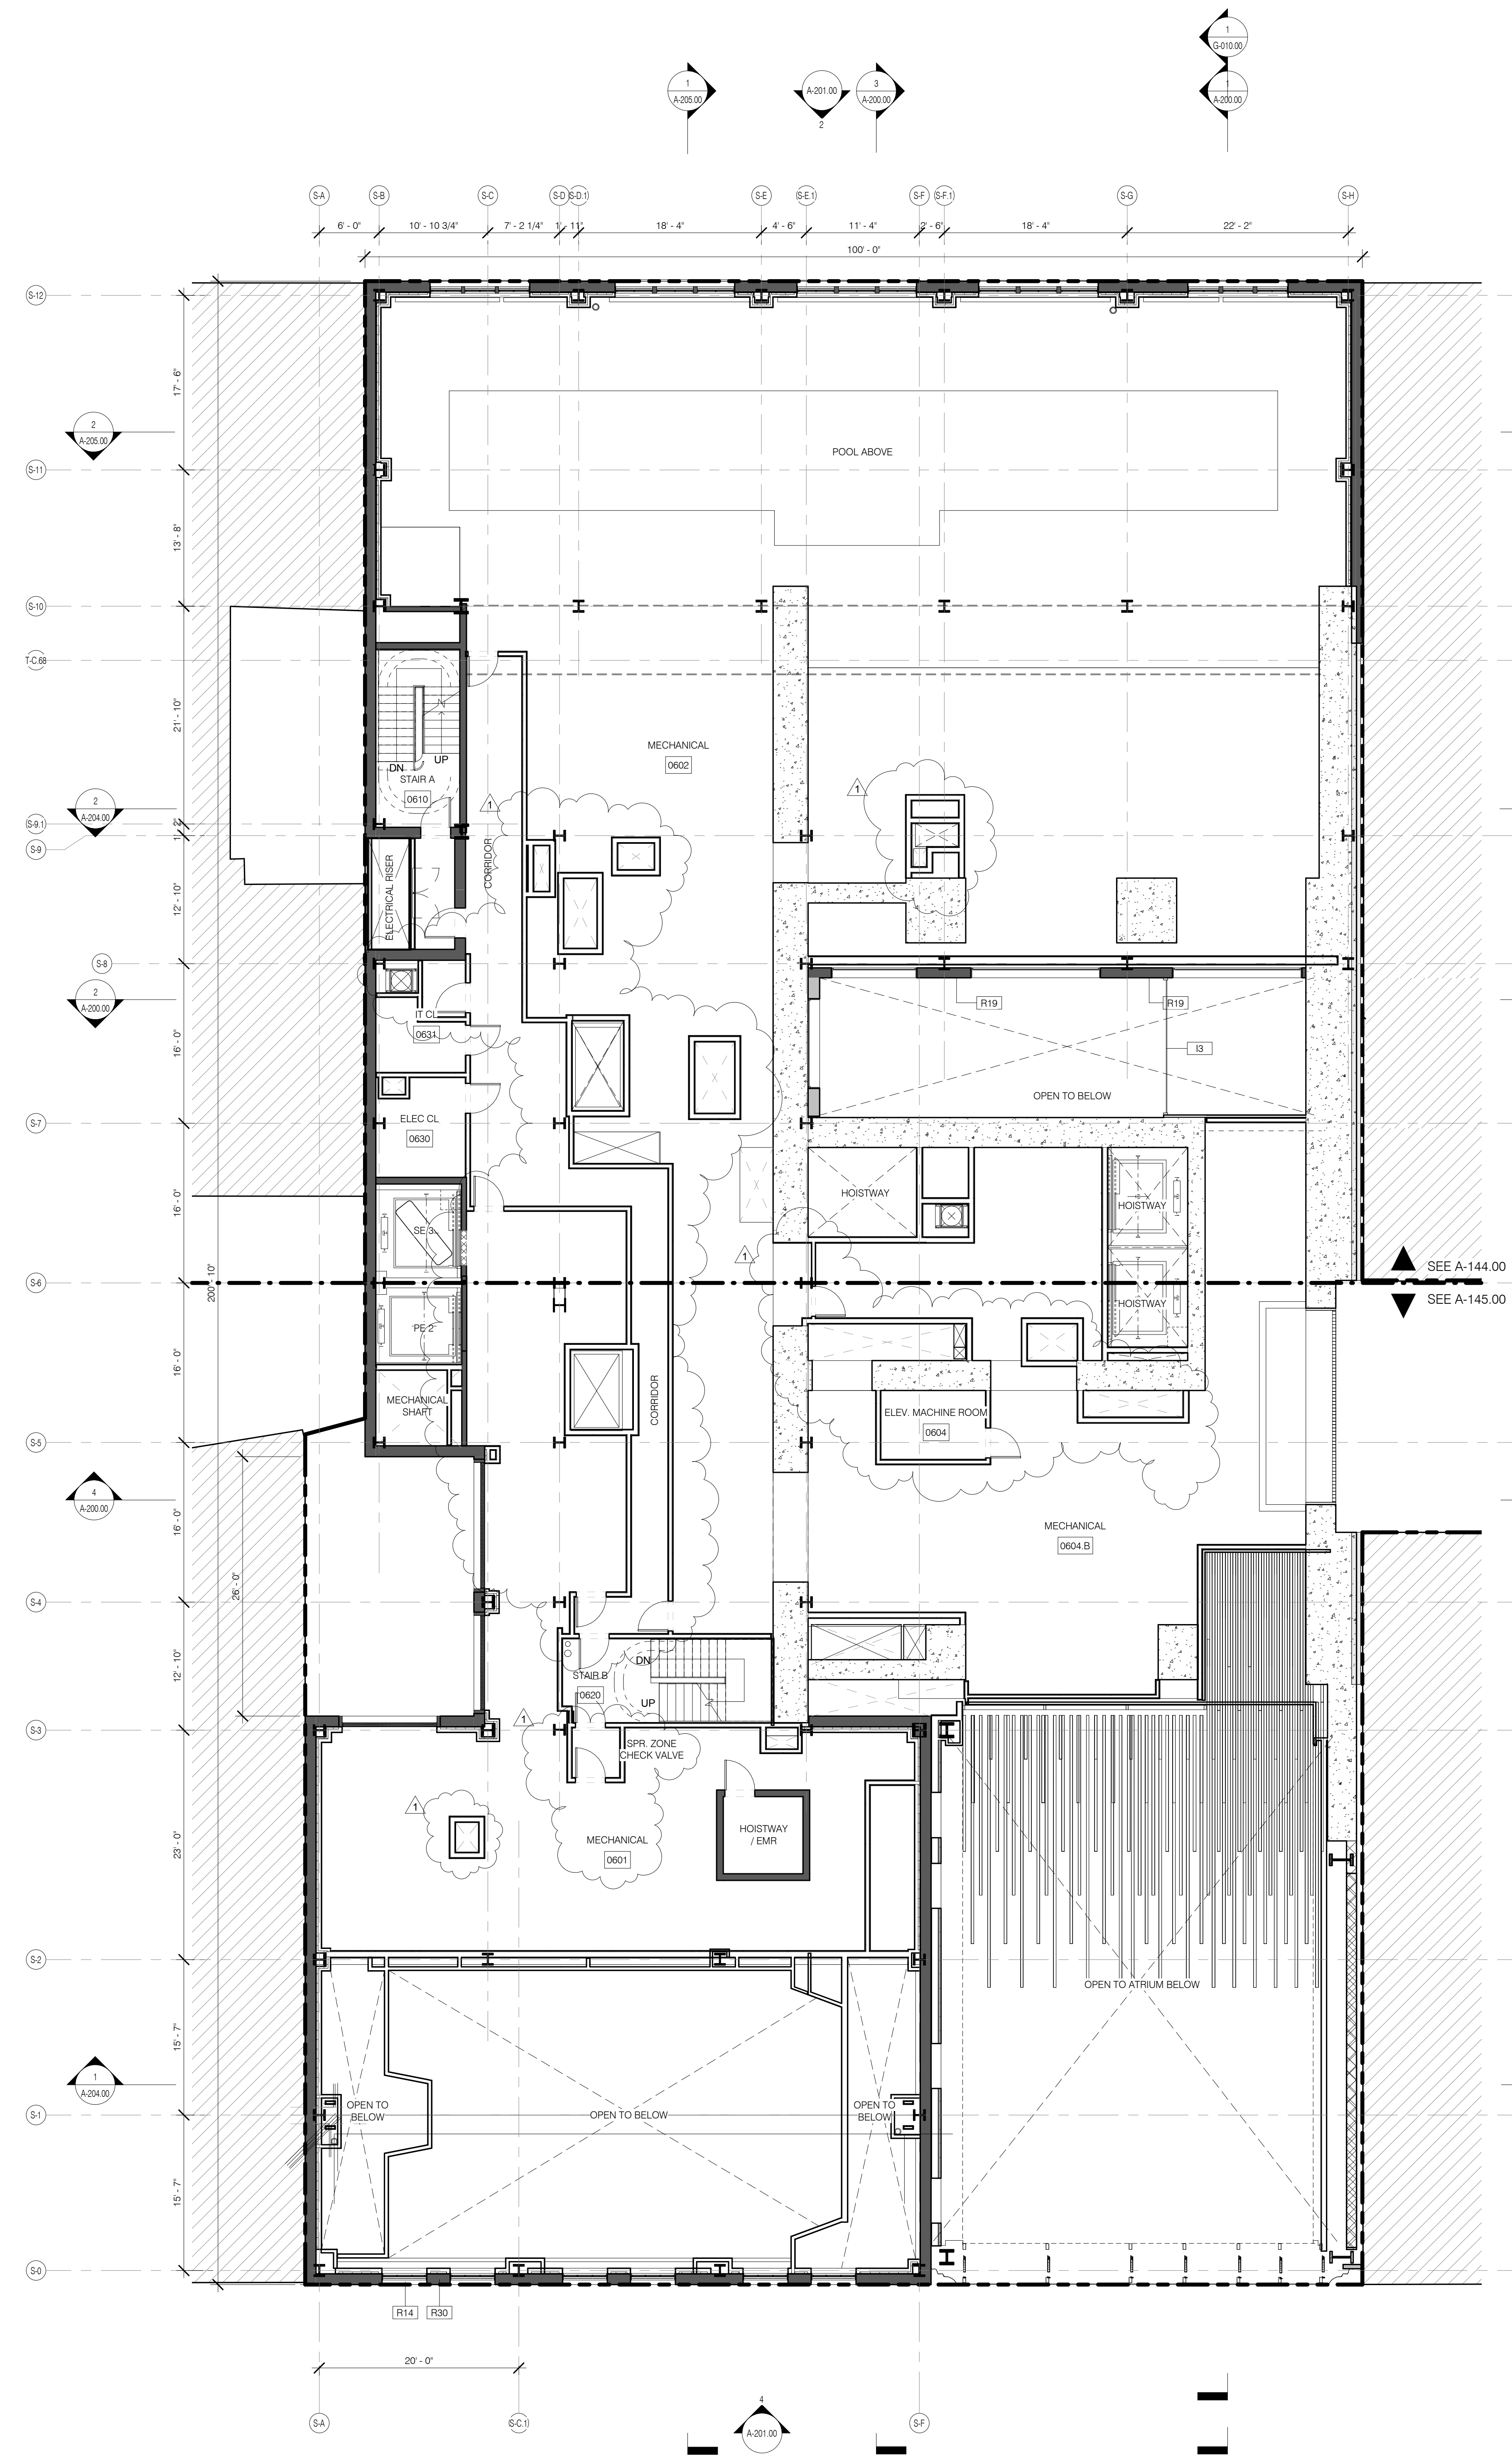 1
G-010.00
1
A-205.00
A-201.00
2
3
A-200.00
1
A-200.00
S-A
S-B
S-C
S-D
S-D.1
S-E
S-E.1
S-F
S-F.1
S-G
S-H
6' - 0"
10' - 10 3/4"
7' - 2 1/4"
1' - 11"
18' - 4"
4' - 6"
11' - 4"
2' - 6"
18' - 4"
22' - 2"
100' - 0"
S-12
17' - 6"
2
A-205.00
POOL ABOVE
S-11
13' - 8"
S-10
T-C.68
21' - 10"
MECHANICAL
0602
DN
UP
STAIR A
0610
1
1
2
A-204.00
S-9.1
S-9
CORRIDOR
ELECTRICAL RISER
12' - 10"
S-8
2
A-200.00
R19
R19
IT CL
0631
16' - 0"
I3
OPEN TO BELOW
S-7
ELEC CL
0630
HOISTWAY
HOISTWAY
16' - 0"
SE 3
1
200' - 10"
S-6
SEE A-144.00
SEE A-145.00
HOISTWAY
PE 2
16' - 0"
MECHANICAL
SHAFT
CORRIDOR
ELEV. MACHINE ROOM
0604
S-5
4
A-200.00
16' - 0"
MECHANICAL
0604.B
26' - 0"
S-4
12' - 10"
DN
STAIR B
0620
UP
1
S-3
SPR. ZONE
CHECK VALVE
1
23' - 0"
MECHANICAL
0601
HOISTWAY
/ EMR
S-2
OPEN TO ATRIUM BELOW
15' - 7"
1
A-204.00
OPEN TO
BELOW
OPEN TO BELOW
OPEN TO
BELOW
S-1
15' - 7"
S-0
R14
R30
20' - 0"
S-A
S-C.1
S-F
4
A-201.00